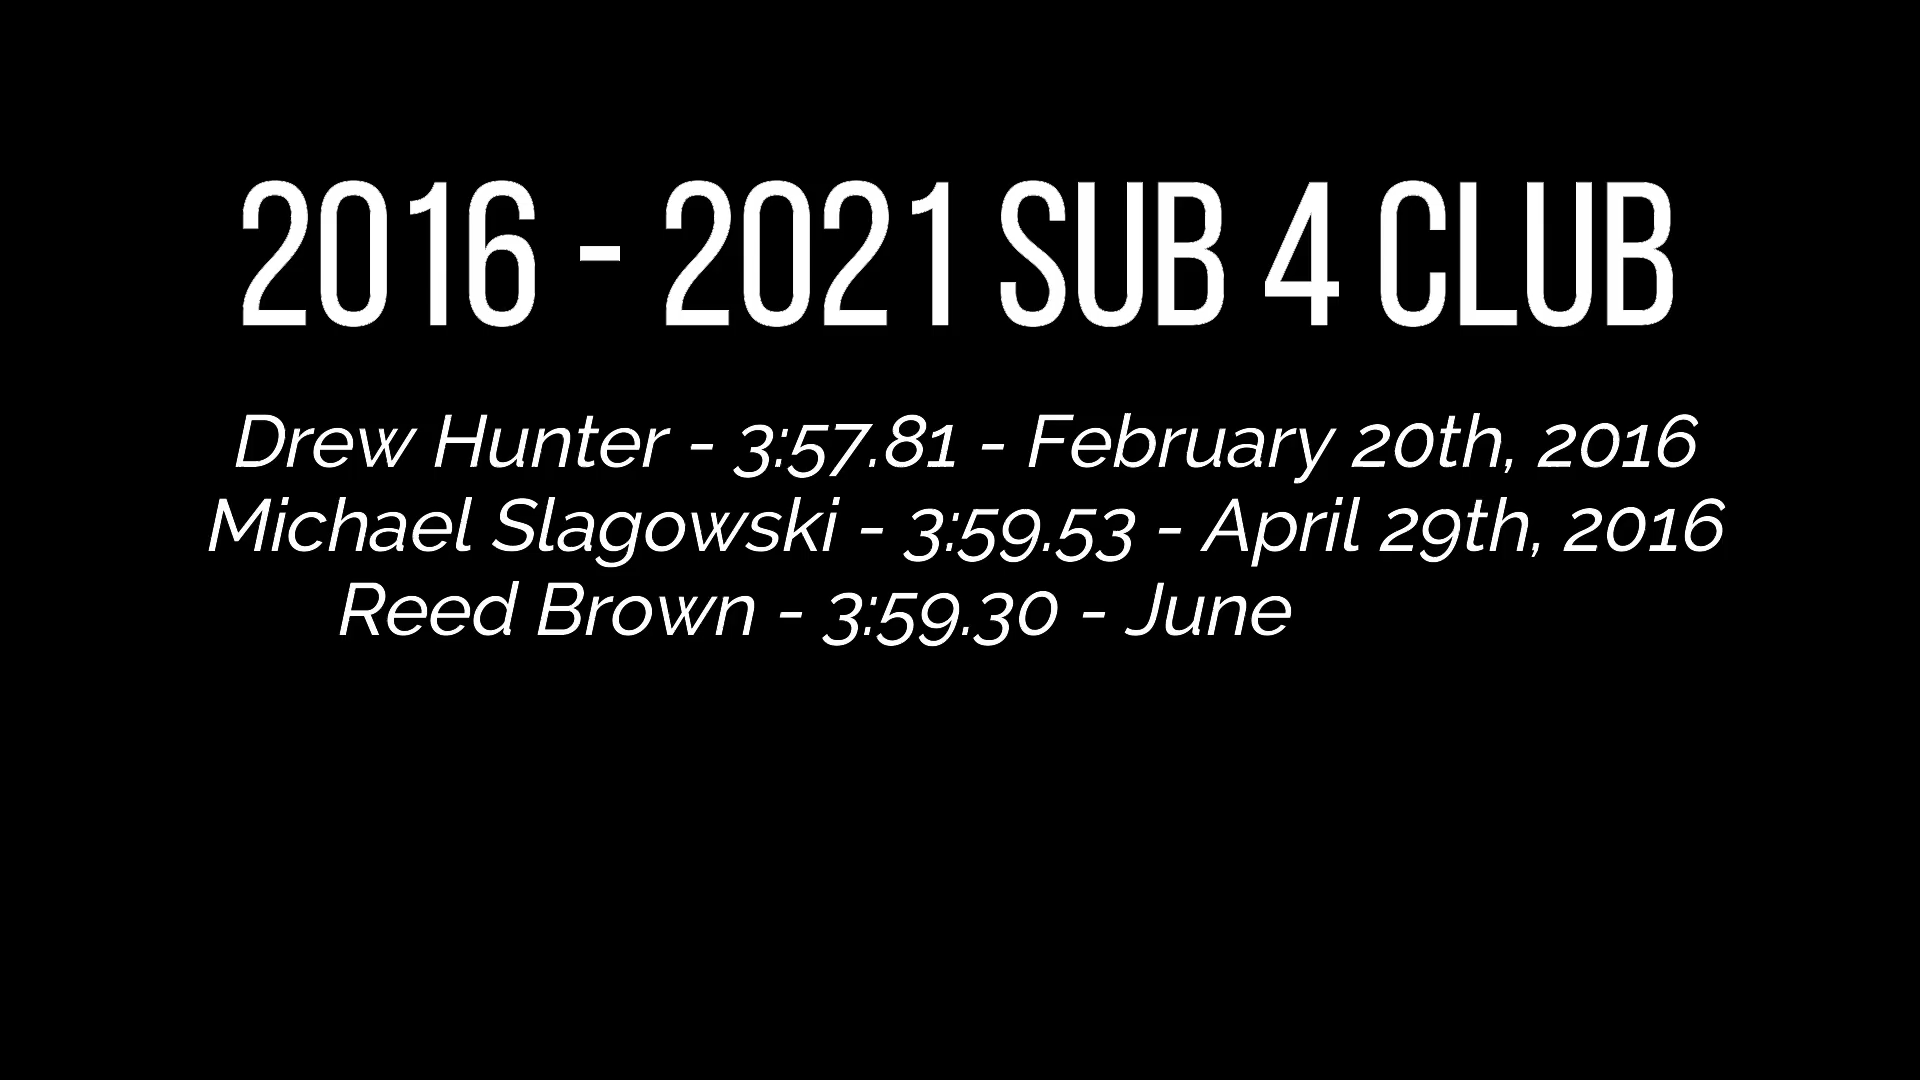 2016 - 2021 SUB 4 CLUB
Drew Hunter - 3:57.81 - February 20th, 2016
Michael Slagowski - 3:59.53 - April 29th, 2016
Reed Brown - 3:59.30 - June